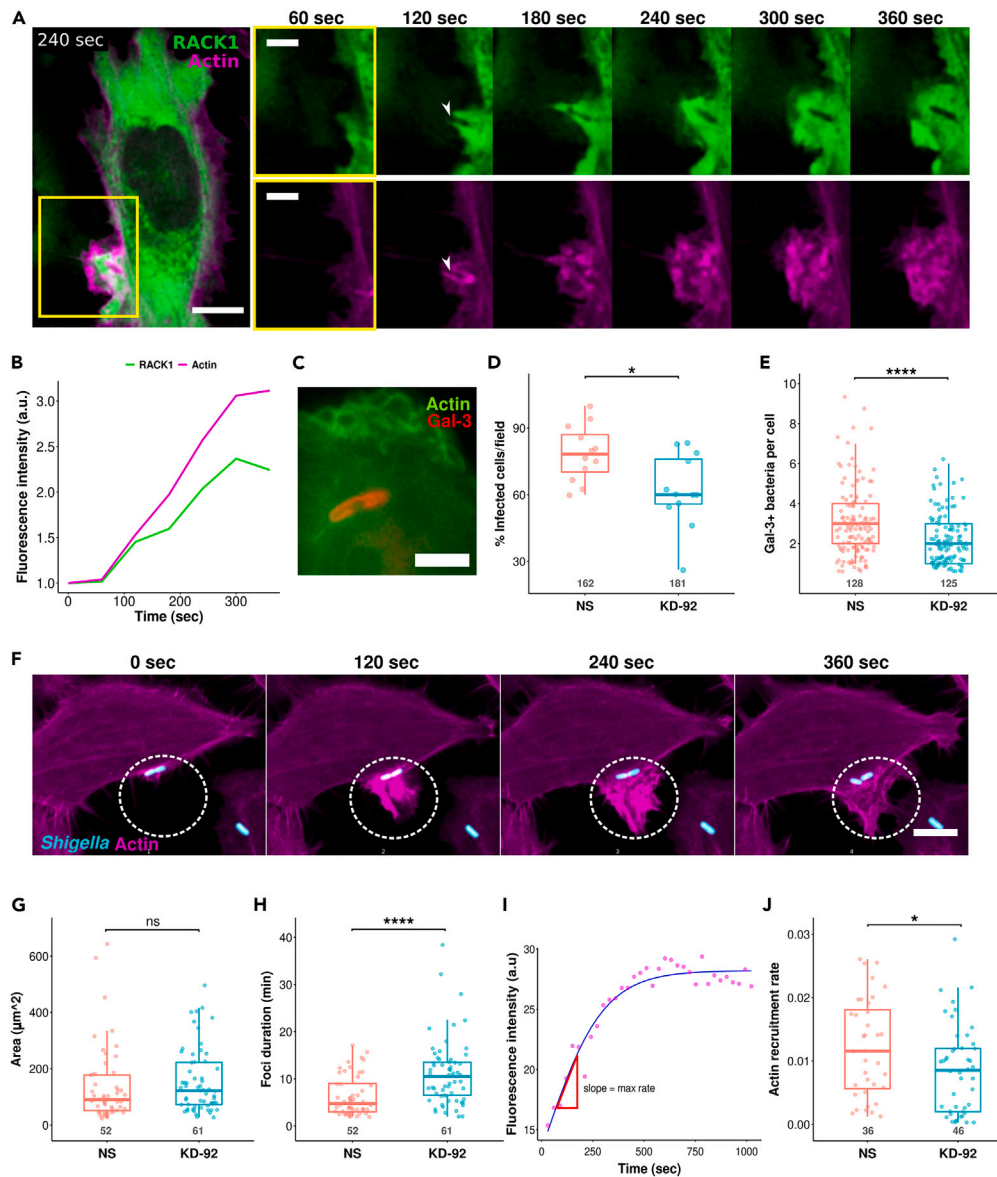 A
240 sec
RACK1
Actin
60 sec 120 sec 180 sec 240 sec 300 sec 360 sec
B
RACK1 Actin
Fluorescence intensity (a.u.)
3.0
2.5
2.0
1.5
1.0
0 100 200 300
Time (sec)
C
Actin
Gal-3
D
*
% Infected cells/field
90
60
30
162 181
NS KD-92
E
****
Gal-3+ bacteria per cell
10
8
6
4
2
128 125
NS KD-92
F
0 sec 120 sec 240 sec 360 sec
Shigella Actin
1 2 3 4
G
ns
Area (µm^2)
600
400
200
0
52 61
NS KD-92
H
****
Foci duration (min)
40
30
20
10
0
52 61
NS KD-92
I
Fluorescence intensity (a.u)
30
25
20
15
slope = max rate
0 250 500 750 1000
Time (sec)
J
*
Actin recruitment rate
0.03
0.02
0.01
0.00
36 46
NS KD-92